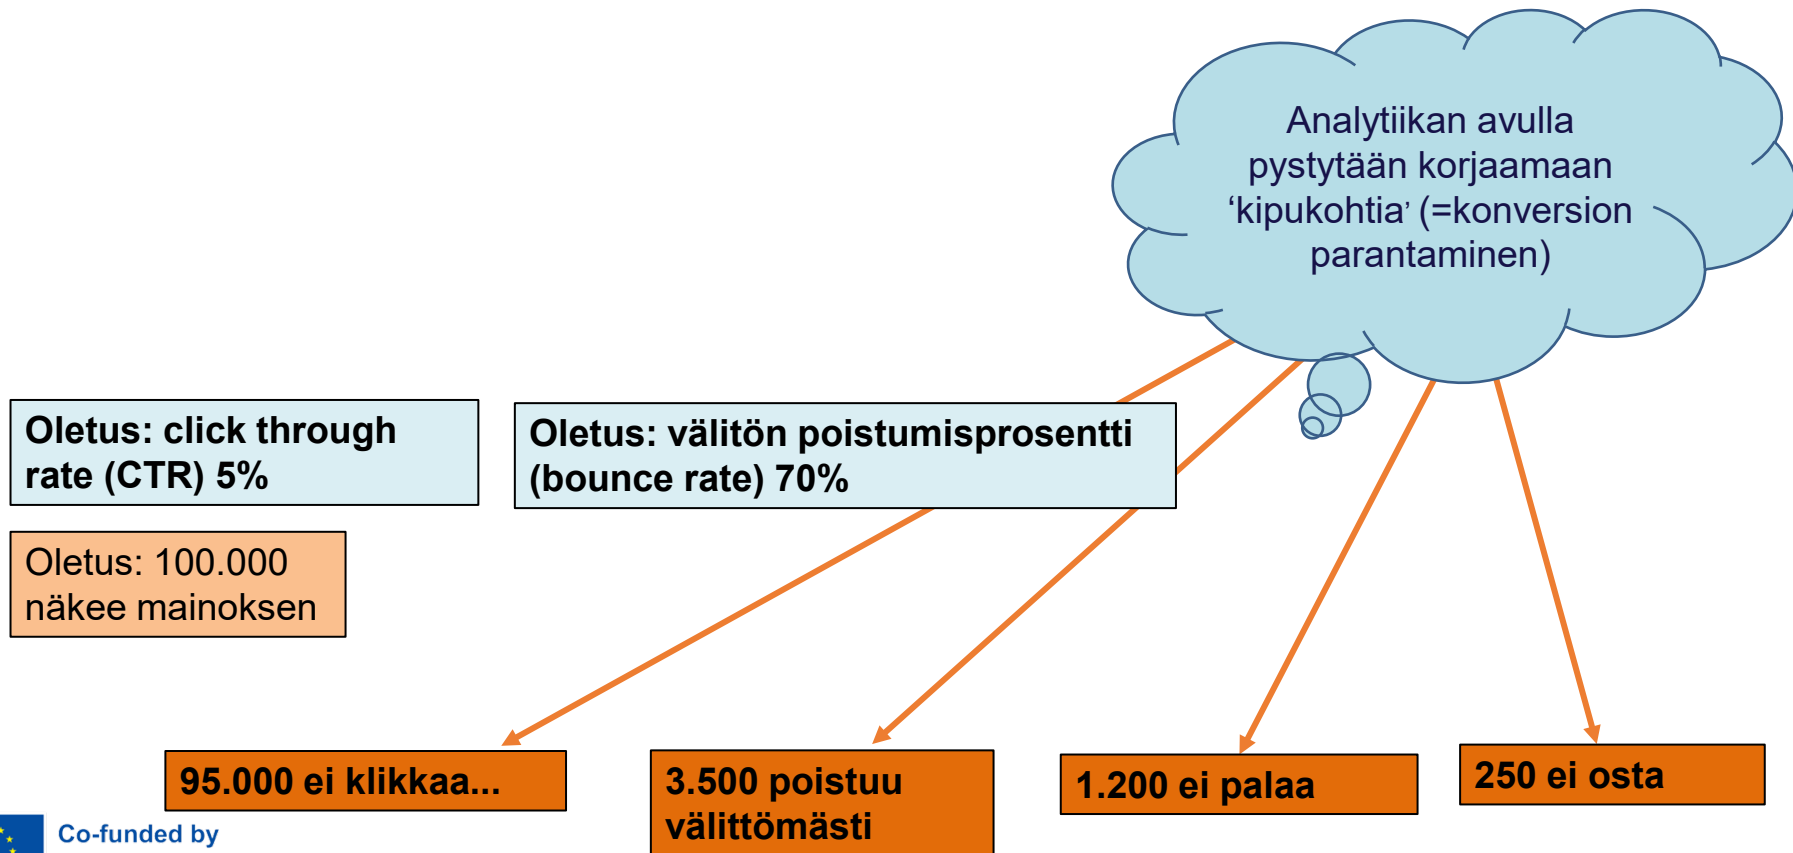 Analytiikan avulla
pystytään korjaamaan
‘kipukohtia’ (=konversion
parantaminen)
Oletus: click through
rate (CTR) 5%
Oletus: välitön poistumisprosentti
(bounce rate) 70%
Oletus: 100.000
näkee mainoksen
95.000 ei klikkaa...
3.500 poistuu
välittömästi
1.200 ei palaa
250 ei osta
Co-funded by